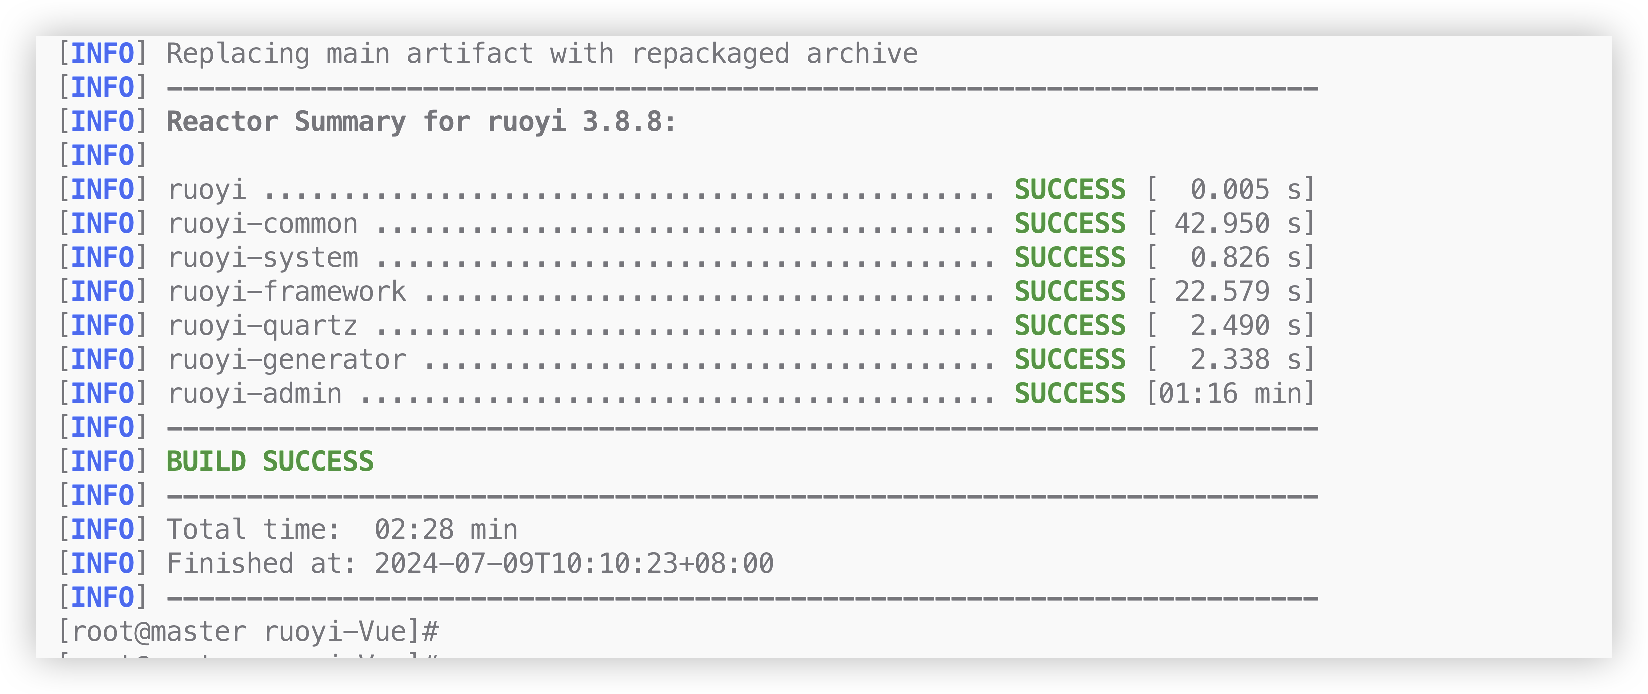 [INFO] Replacing main artifact with repackaged archive
[INFO] ------------------------------------------------------------------------
[INFO] Reactor Summary for ruoyi 3.8.8:
[INFO]
[INFO] ruoyi .............................................. SUCCESS [  0.005 s]
[INFO] ruoyi-common ....................................... SUCCESS [ 42.950 s]
[INFO] ruoyi-system ....................................... SUCCESS [  0.826 s]
[INFO] ruoyi-framework .................................... SUCCESS [ 22.579 s]
[INFO] ruoyi-quartz ....................................... SUCCESS [  2.490 s]
[INFO] ruoyi-generator .................................... SUCCESS [  2.338 s]
[INFO] ruoyi-admin ........................................ SUCCESS [01:16 min]
[INFO] ------------------------------------------------------------------------
[INFO] BUILD SUCCESS
[INFO] ------------------------------------------------------------------------
[INFO] Total time:  02:28 min
[INFO] Finished at: 2024-07-09T10:10:23+08:00
[INFO] ------------------------------------------------------------------------
[root@master ruoyi-Vue]#